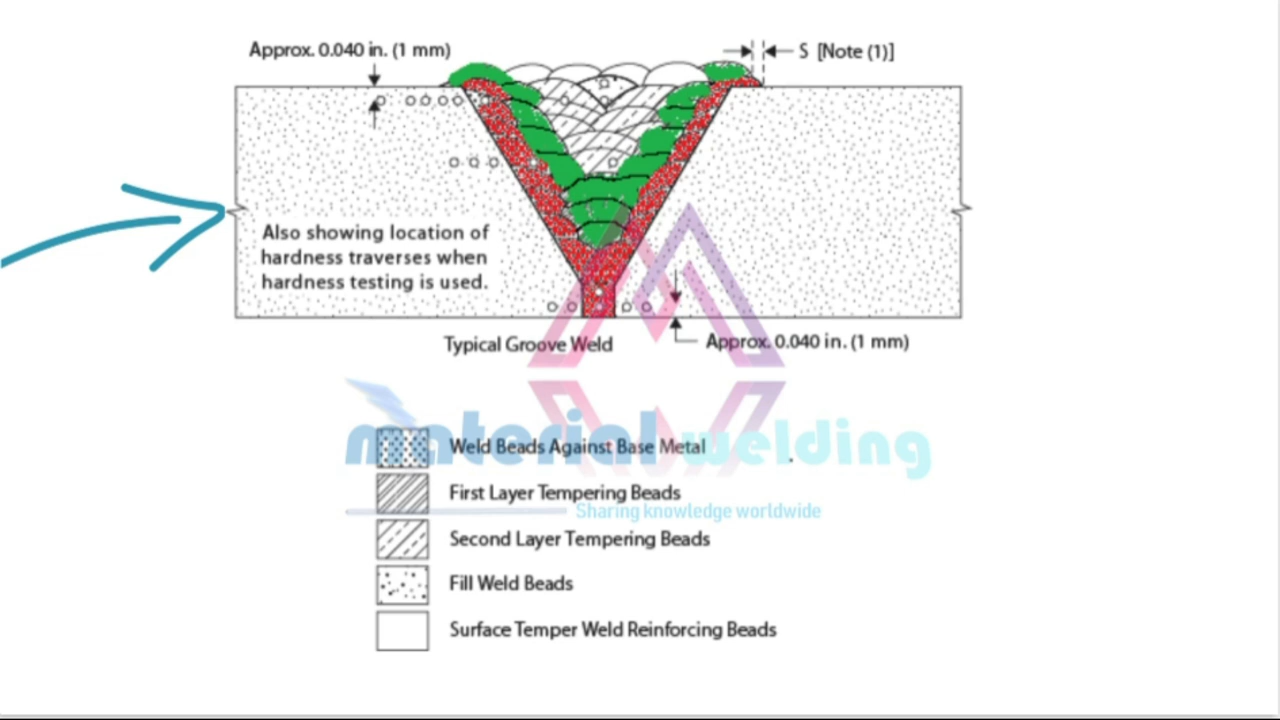 Approx. 0.040 in. (1 mm)
S [Note (1)]
Also showing location of
hardness traverses when
hardness testing is used.
Typical Groove Weld
Approx. 0.040 in. (1 mm)
material welding
Weld Beads Against Base Metal
First Layer Tempering Beads
Sharing knowledge worldwide
Second Layer Tempering Beads
Fill Weld Beads
Surface Temper Weld Reinforcing Beads